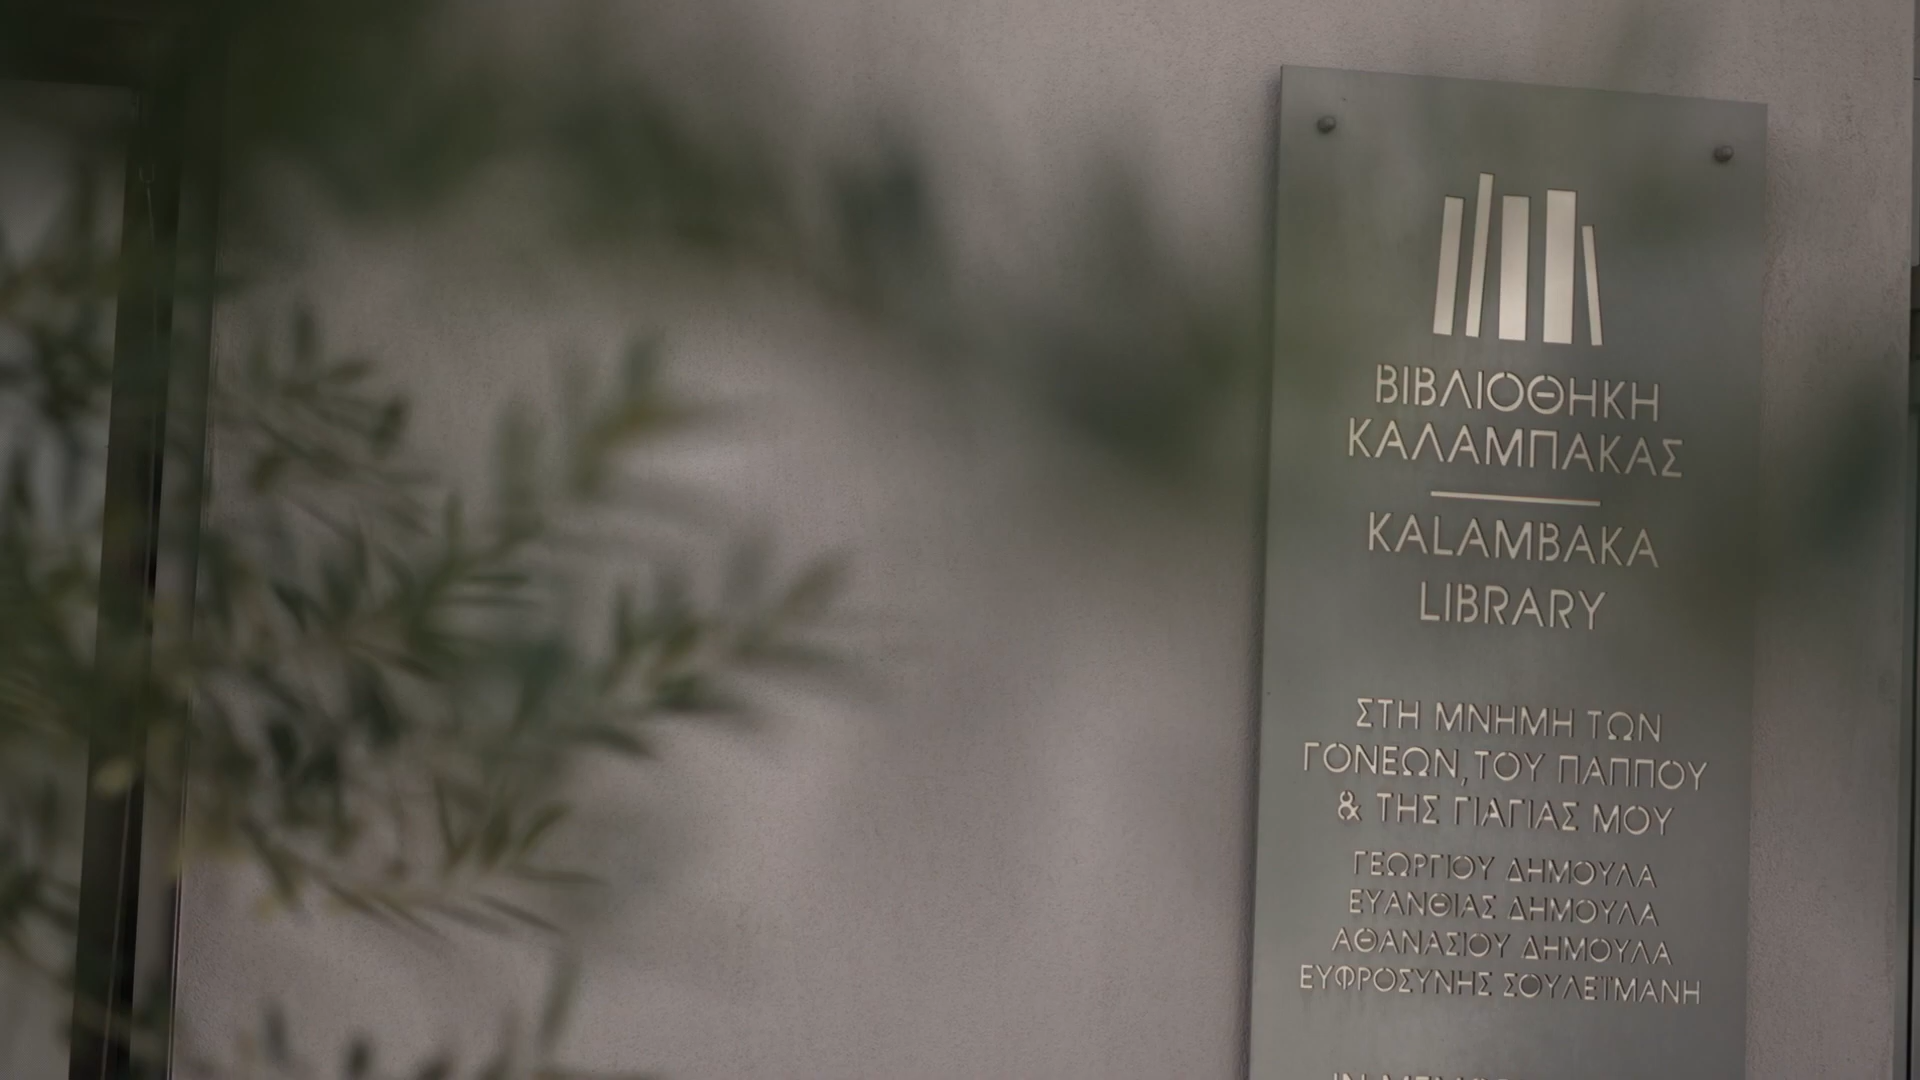 ΒΙΒΛΙΟΘΗΚΗ
ΚΑΛΑΜΠΑΚΑΣ
KALAMBAKA
LIBRARY
ΣΤΗ ΜΝΗΜΗ ΤΩΝ
ΓΟΝΕΩΝ, ΤΟΥ ΠΑΠΠΟΥ
& ΤΗΣ ΓΙΑΓΙΑΣ ΜΟΥ
ΓΕΩΡΓΙΟΥ ΔΗΜΟΥΛΑ
ΕΥΑΝΘΙΑΣ ΔΗΜΟΥΛΑ
ΑΘΑΝΑΣΙΟΥ ΔΗΜΟΥΛΑ
ΕΥΦΡΟΣΥΝΗΣ ΣΟΥΛΕΪΜΑΝΗ
IN